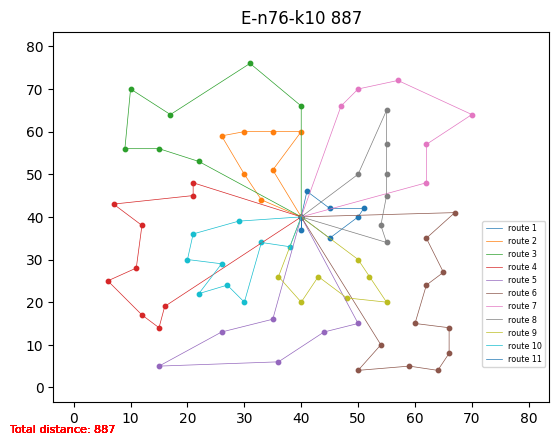 E-n76-k10 887
80
70
60
50
40
30
20
10
0
0 10 20 30 40 50 60 70 80
route 1
route 2
route 3
route 4
route 5
route 6
route 7
route 8
route 9
route 10
route 11
Total distance: 887